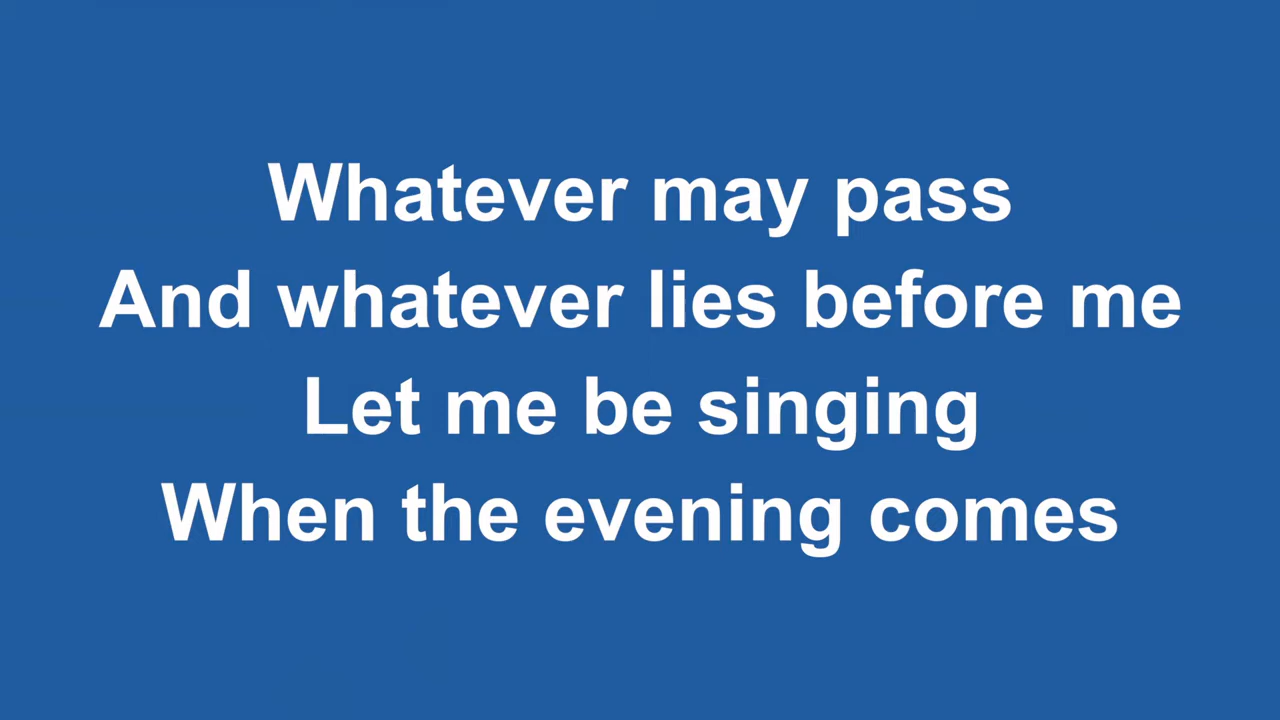 Whatever may pass
And whatever lies before me
Let me be singing
When the evening comes